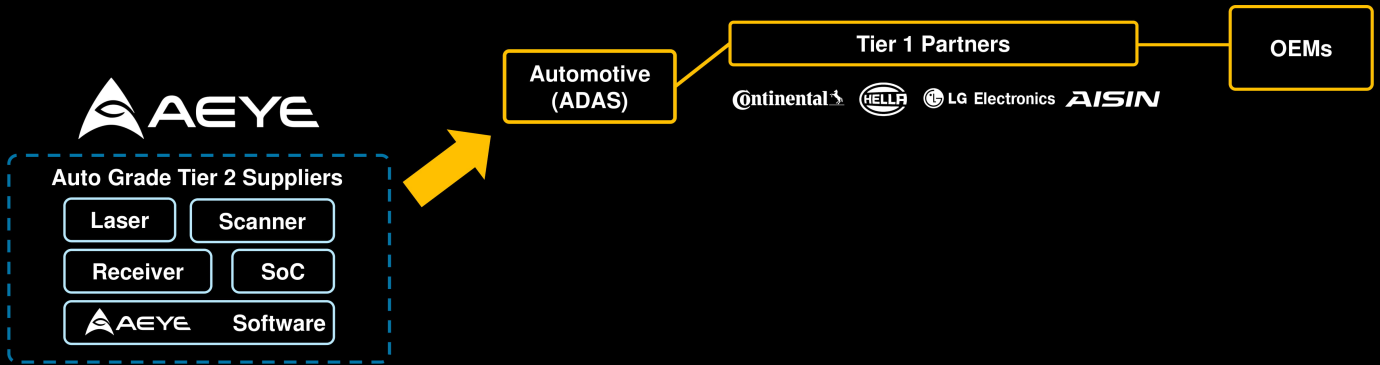 AEYE
Auto Grade Tier 2 Suppliers
Laser
Scanner
Receiver
SoC
AEYE Software
Automotive
(ADAS)
Tier 1 Partners
Continental
HELLA
LG Electronics
AISIN
OEMs